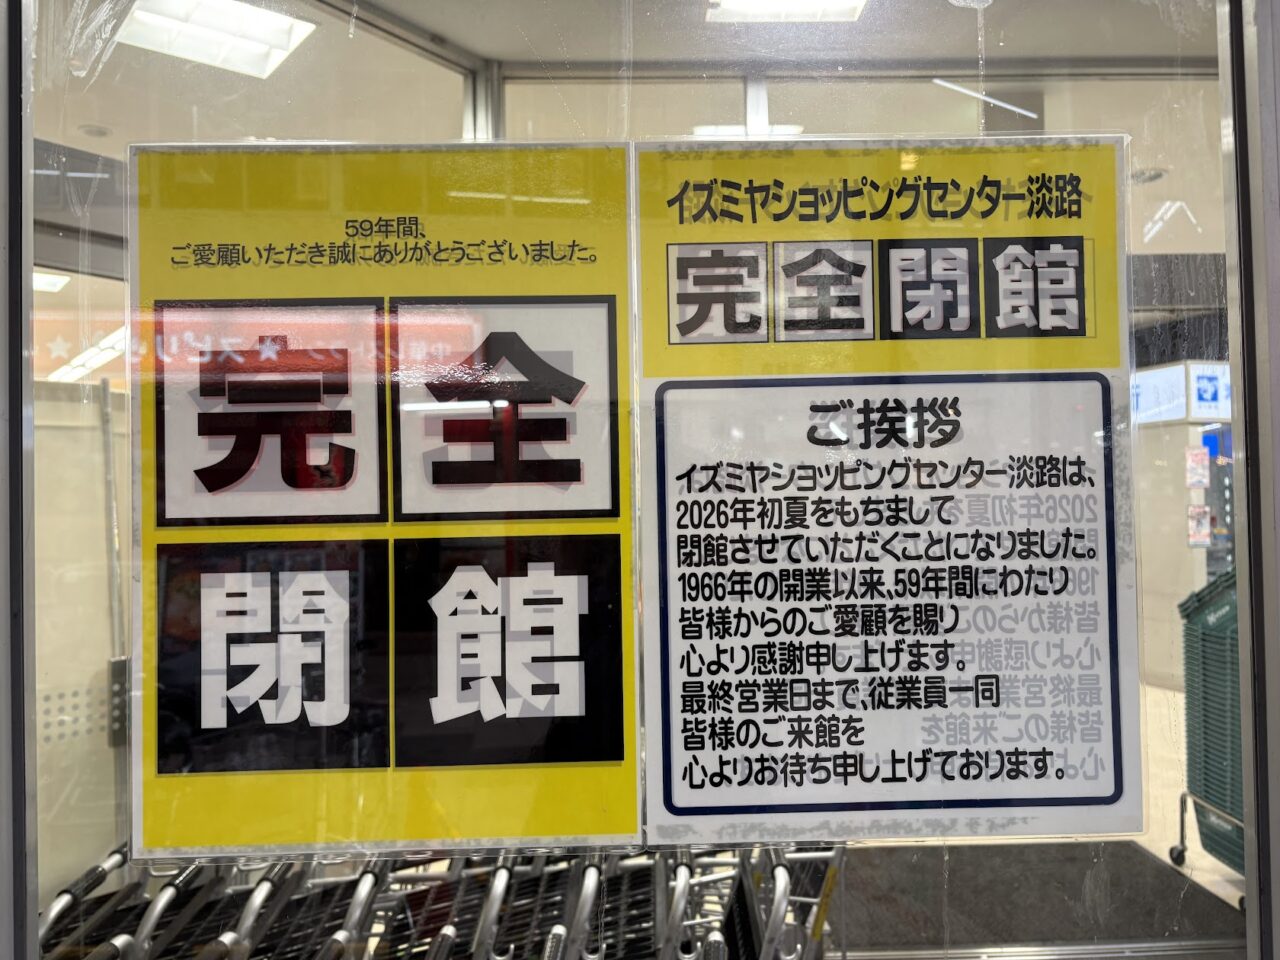 59年間、
ご愛顧いただき誠にありがとうございました。
完全
閉館
イズミヤショッピングセンター淡路
完全閉館
ご挨拶
イズミヤショッピングセンター淡路は、
2026年初夏をもちまして
閉館させていただくことになりました。
1966年の開業以来、59年間にわたり
皆様からのご愛顧を賜り
心より感謝申し上げます。
最終営業日まで、従業員一同
皆様のご来館を
心よりお待ち申し上げております。